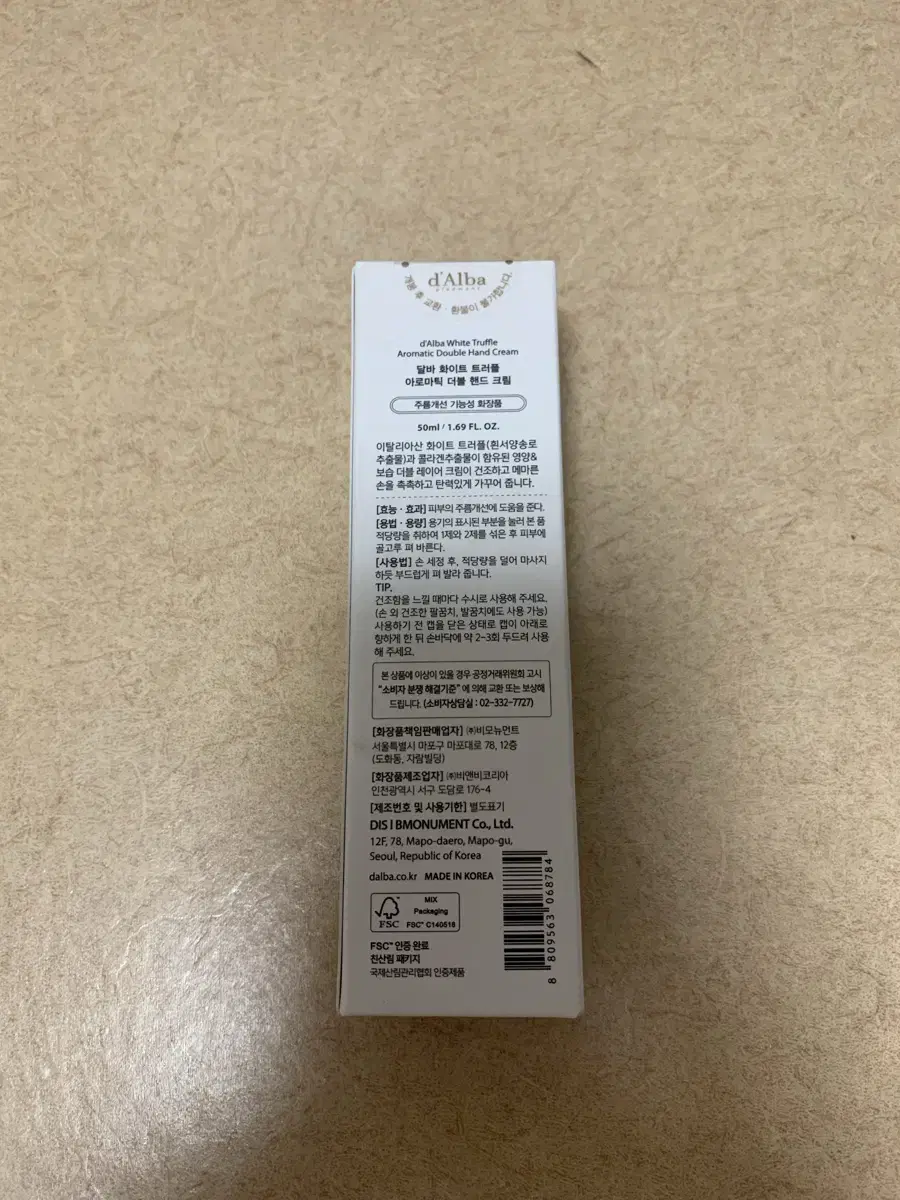 d'Alba
개봉 후 교환 · 환불이 불가합니다.
d'Alba White Truffle
Aromatic Double Hand Cream
달바 화이트 트러플
아로마틱 더블 핸드 크림
주름개선 기능성 화장품
50ml / 1.69 FL. OZ.
이탈리아산 화이트 트러플(흰서양송로
추출물)과 콜라겐추출물이 함유된 영양&
보습 더블 레이어 크림이 건조하고 메마른
손을 촉촉하고 탄력있게 가꾸어 줍니다.
[효능 · 효과] 피부의 주름개선에 도움을 준다.
[용법 · 용량] 용기의 표시된 부분을 눌러 본 품
적당량을 취하여 1제와 2제를 섞은 후 피부에
골고루 펴 바른다.
[사용법] 손 세정 후, 적당량을 덜어 마사지
하듯 부드럽게 펴 발라 줍니다.
TIP.
건조함을 느낄 때마다 수시로 사용해 주세요.
(손 외 건조한 팔꿈치, 발꿈치에도 사용 가능)
사용하기 전 캡을 닫은 상태로 캡이 아래로
향하게 한 뒤 손바닥에 약 2-3회 두드려 사용
해 주세요.
본 상품에 이상이 있을 경우 공정거래위원회 고시
"소비자 분쟁 해결기준"에 의해 교환 또는 보상해
드립니다. (소비자상담실 : 02-332-7727)
[화장품책임판매업자] ㈜비모뉴먼트
서울특별시 마포구 마포대로 78, 12층
(도화동, 자람빌딩)
[화장품제조업자] ㈜비앤비코리아
인천광역시 서구 도담로 176-4
[제조번호 및 사용기한] 별도표기
DIS l BMONUMENT Co., Ltd.
12F, 78, Mapo-daero, Mapo-gu,
Seoul, Republic of Korea
dalba.co.kr MADE IN KOREA
MIX
Packaging
FSC™ C140518
FSC
FSC™ 인증 완료
친산림 패키지
국제산림관리협회 인증제품
8 809563 068784